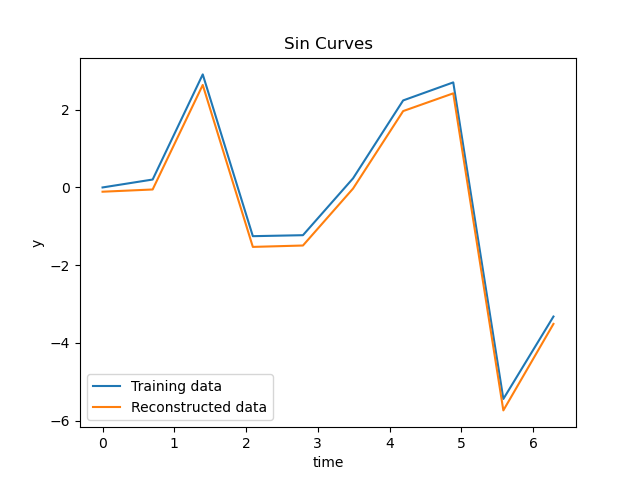 Sin Curves
y
2
0
−2
−4
−6
Training data
Reconstructed data
0 1 2 3 4 5 6
time